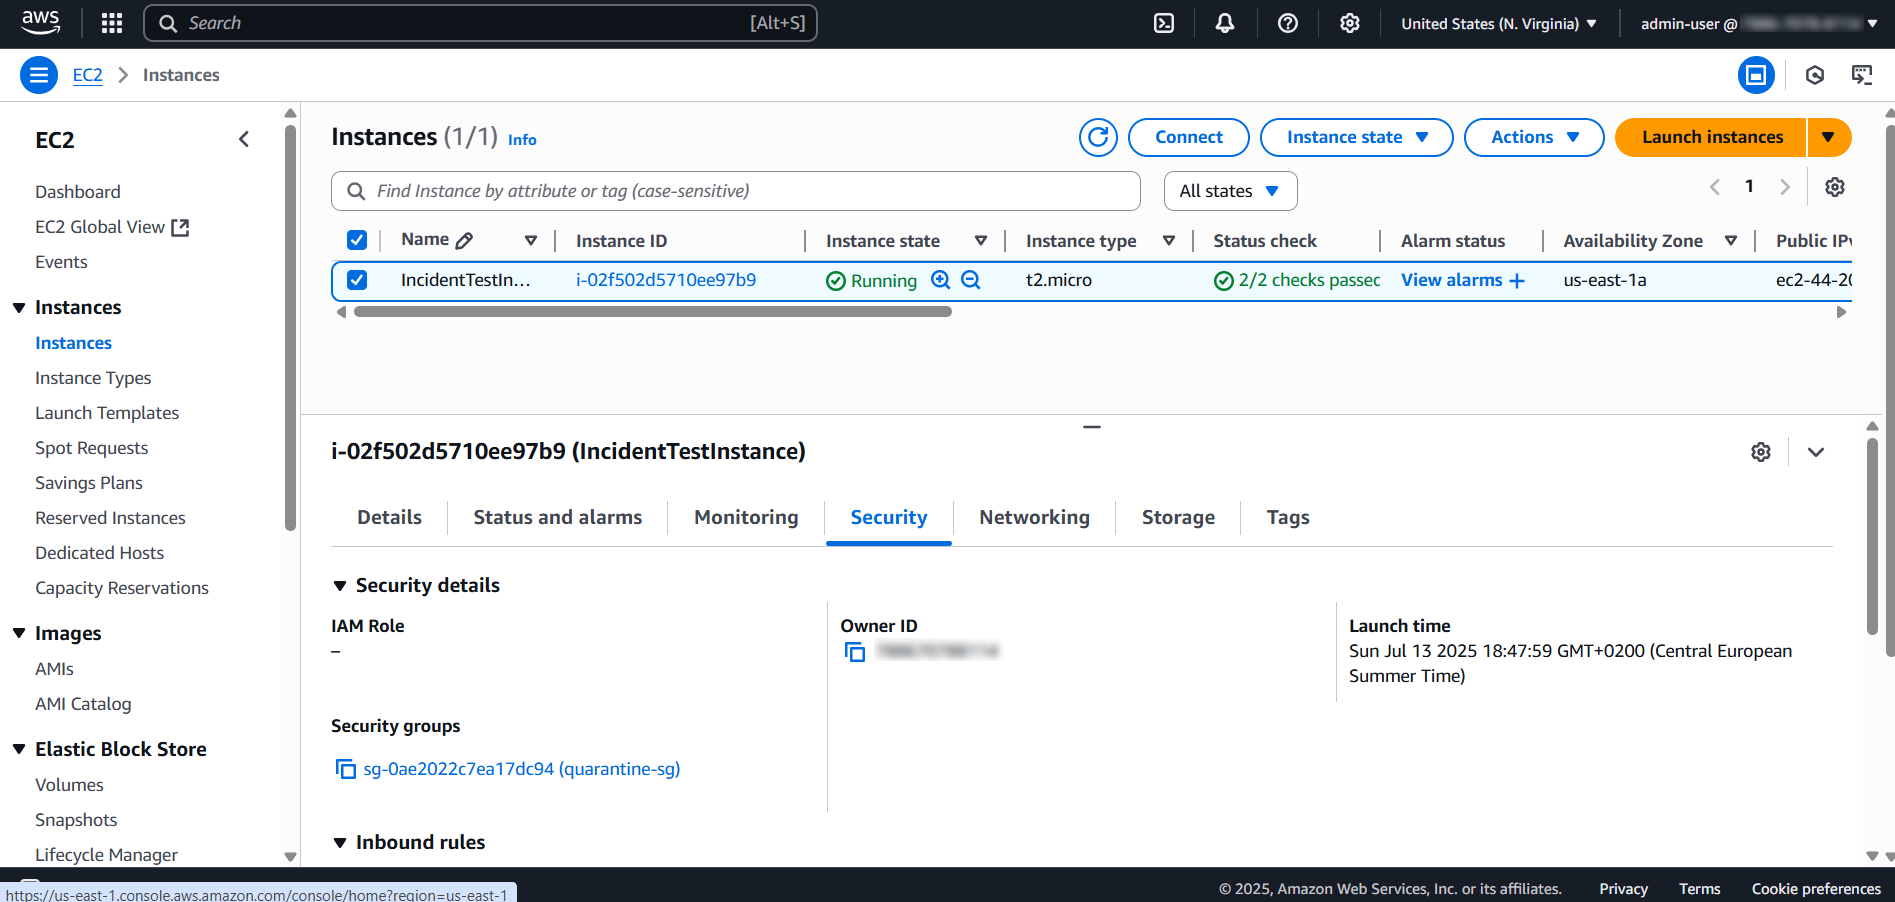 aws
Search [Alt+S]
United States (N. Virginia)
admin-user @
EC2 > Instances
EC2
Dashboard
EC2 Global View
Events
Instances
Instances
Instance Types
Launch Templates
Spot Requests
Savings Plans
Reserved Instances
Dedicated Hosts
Capacity Reservations
Images
AMIs
AMI Catalog
Elastic Block Store
Volumes
Snapshots
Lifecycle Manager
Instances (1/1) Info
Connect
Instance state
Actions
Launch instances
Find Instance by attribute or tag (case-sensitive)
All states
1
Name Instance ID Instance state Instance type Status check Alarm status Availability Zone Public IPv
IncidentTestIn... i-02f502d5710ee97b9 Running t2.micro 2/2 checks passed View alarms + us-east-1a ec2-44-20
i-02f502d5710ee97b9 (IncidentTestInstance)
Details Status and alarms Monitoring Security Networking Storage Tags
Security details
IAM Role
–
Owner ID
Launch time
Sun Jul 13 2025 18:47:59 GMT+0200 (Central European
Summer Time)
Security groups
sg-0ae2022c7ea17dc94 (quarantine-sg)
Inbound rules
https://us-east-1.console.aws.amazon.com/console/home?region=us-east-1
© 2025, Amazon Web Services, Inc. or its affiliates. Privacy Terms Cookie preferences